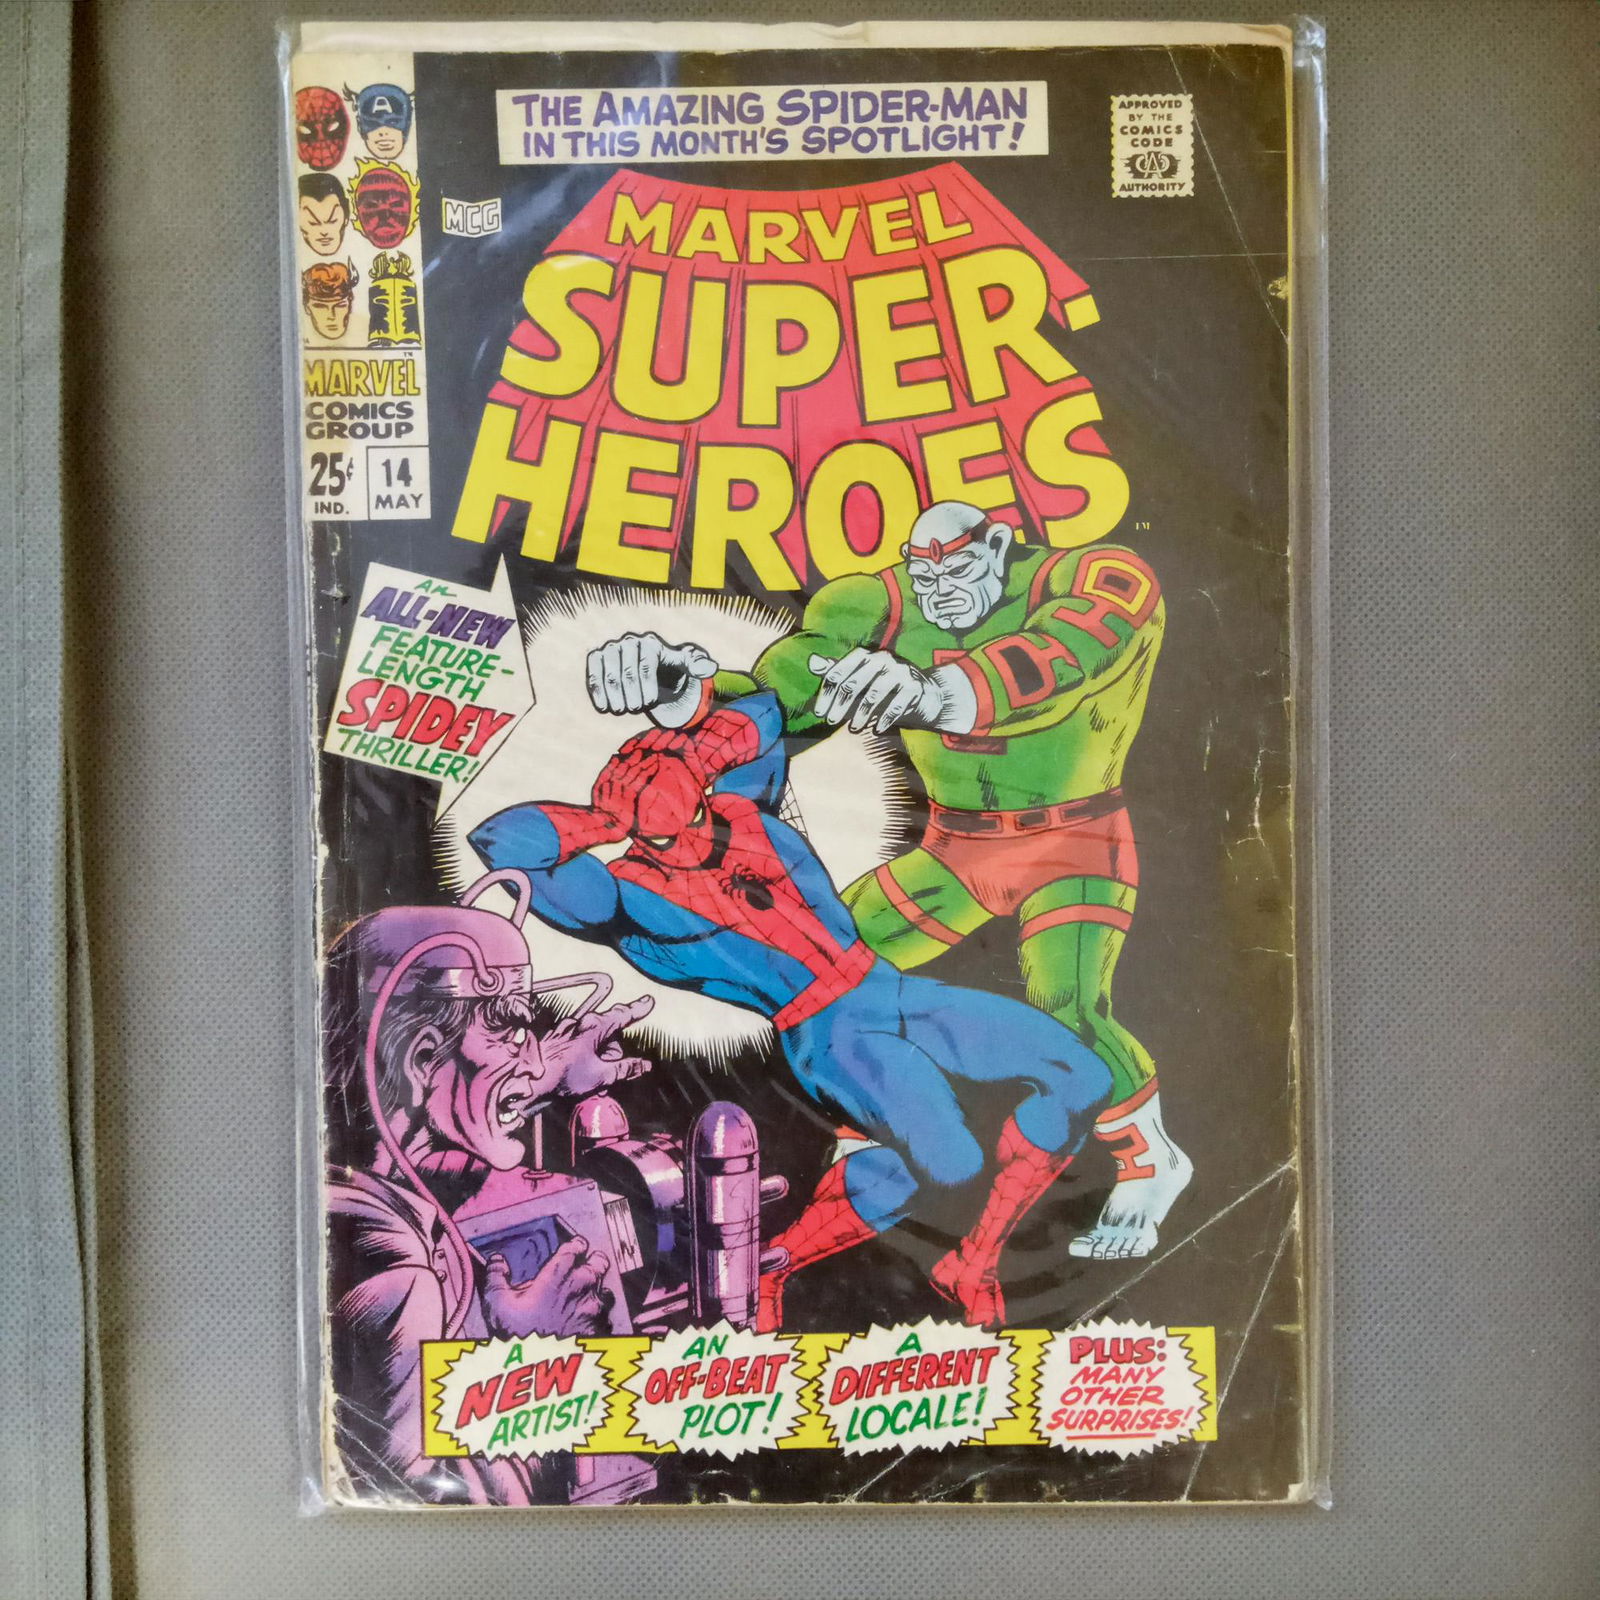 THE AMAZING SPIDER-MAN
IN THIS MONTH'S SPOTLIGHT!
APPROVED
BY THE
COMICS
CODE
CA
AUTHORITY
A
MCG
MARVEL
SUPER-
HEROES
TM
TM
MARVEL
COMICS
GROUP
25¢
IND.
14
MAY
AN
ALL-NEW
FEATURE-
LENGTH
SPIDEY
THRILLER!
A
NEW
ARTIST!
AN
OFF-BEAT
PLOT!
A
DIFFERENT
LOCALE!
PLUS:
MANY
OTHER
SURPRISES!